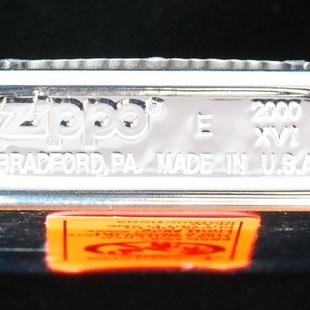 Zippo® E 2000
XVI
BRADFORD, PA. MADE IN U.S.A